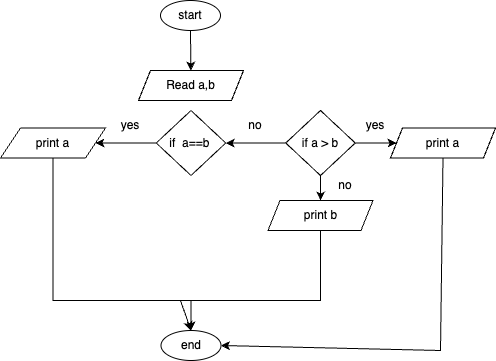 start
Read a,b
yes
no
yes
print a
if  a==b
if a > b
print a
no
print b
end